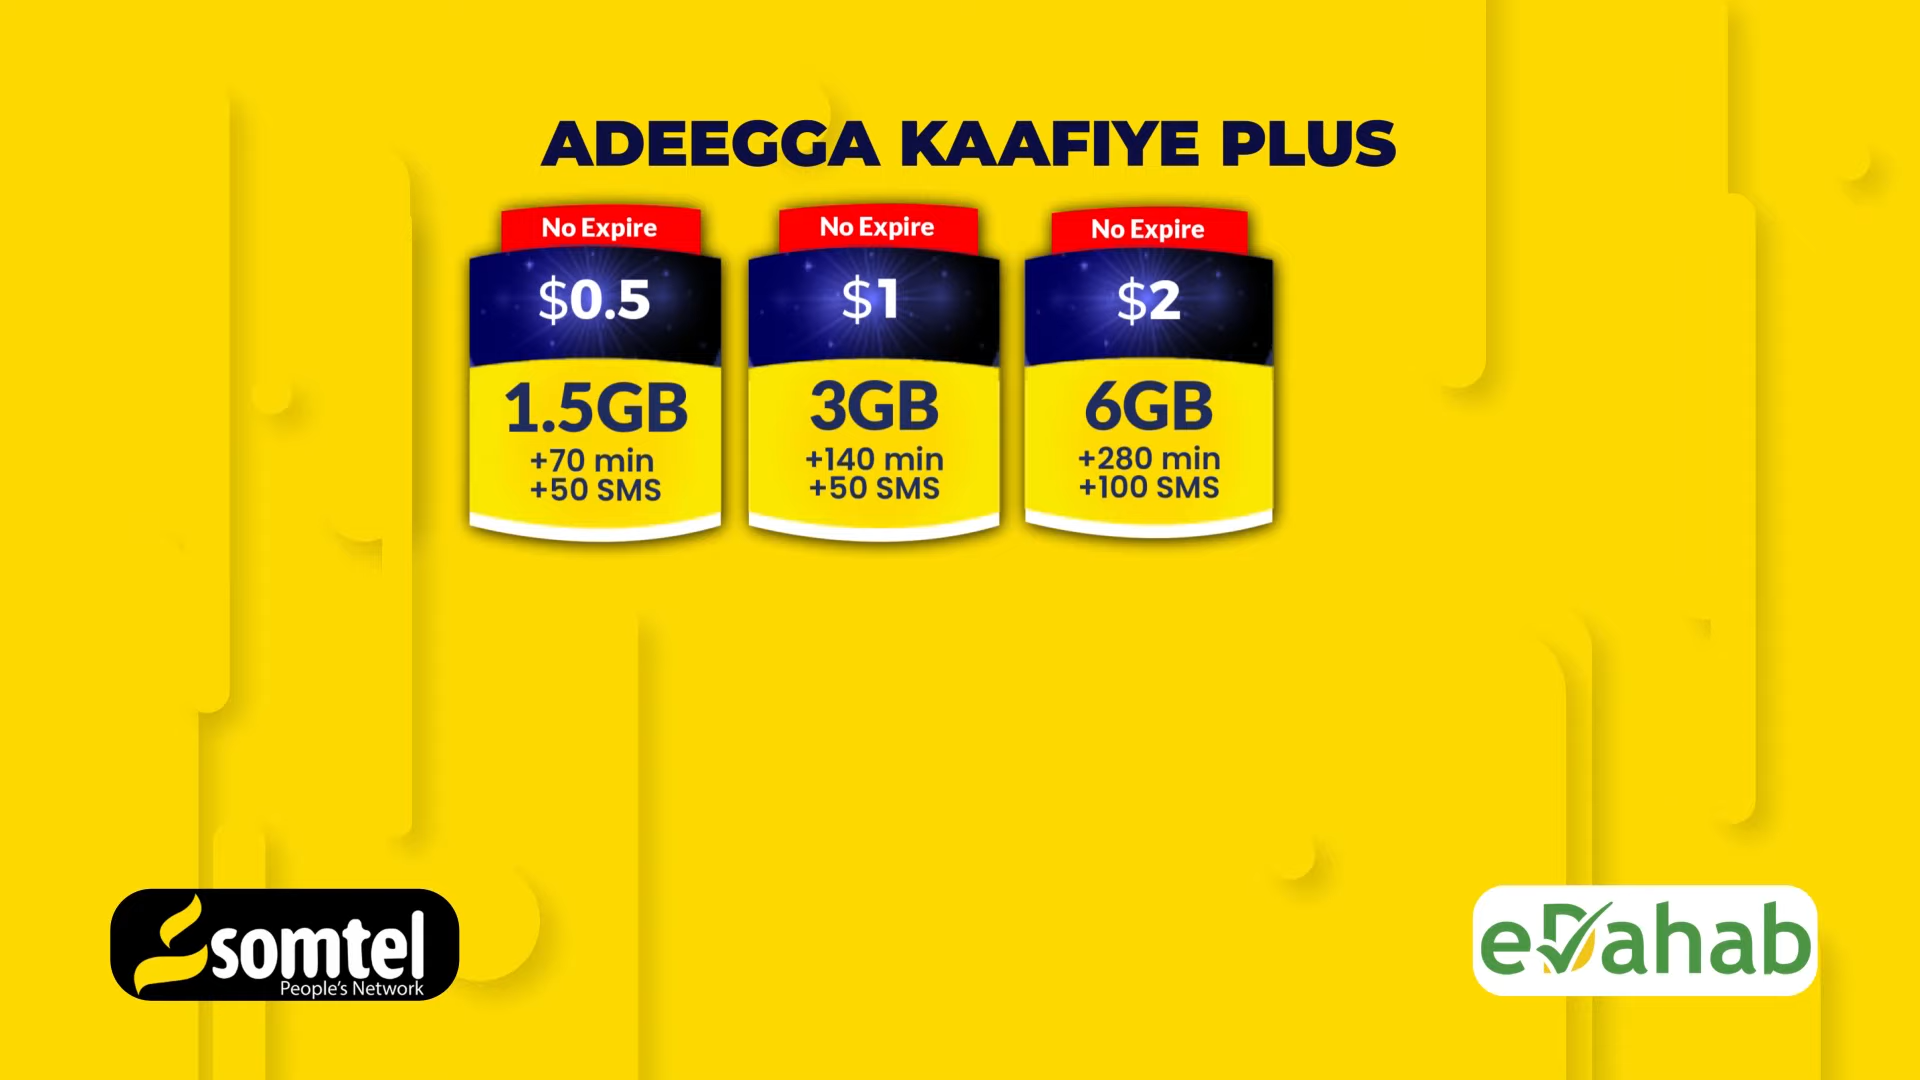 ADEEGGA KAAFIYE PLUS
No Expire
$0.5
1.5GB
+70 min
+50 SMS
No Expire
$1
3GB
+140 min
+50 SMS
No Expire
$2
6GB
+280 min
+100 SMS
somtel
People's Network
eDahab